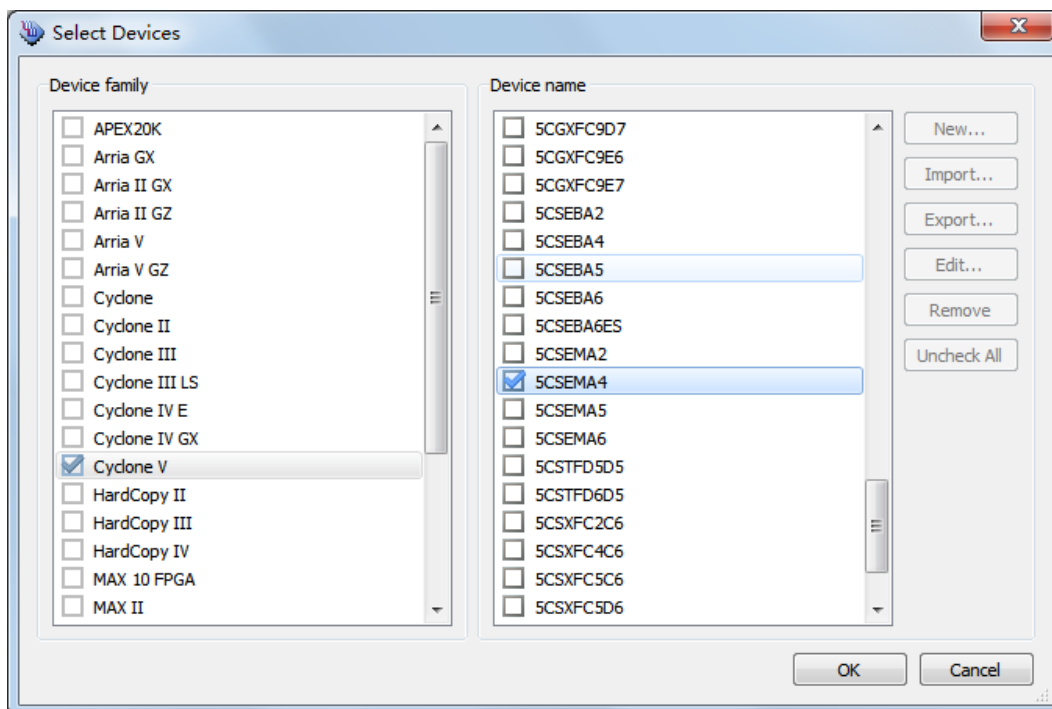 Select Devices
Device family
APEX20K
Arria GX
Arria II GX
Arria II GZ
Arria V
Arria V GZ
Cyclone
Cyclone II
Cyclone III
Cyclone III LS
Cyclone IV E
Cyclone IV GX
Cyclone V
HardCopy II
HardCopy III
HardCopy IV
MAX 10 FPGA
MAX II
Device name
5CGXFC9D7
5CGXFC9E6
5CGXFC9E7
5CSEBA2
5CSEBA4
5CSEBA5
5CSEBA6
5CSEBA6ES
5CSEMA2
5CSEMA4
5CSEMA5
5CSEMA6
5CSTFD5D5
5CSTFD6D5
5CSXFC2C6
5CSXFC4C6
5CSXFC5C6
5CSXFC5D6
New...
Import...
Export...
Edit...
Remove
Uncheck All
OK
Cancel